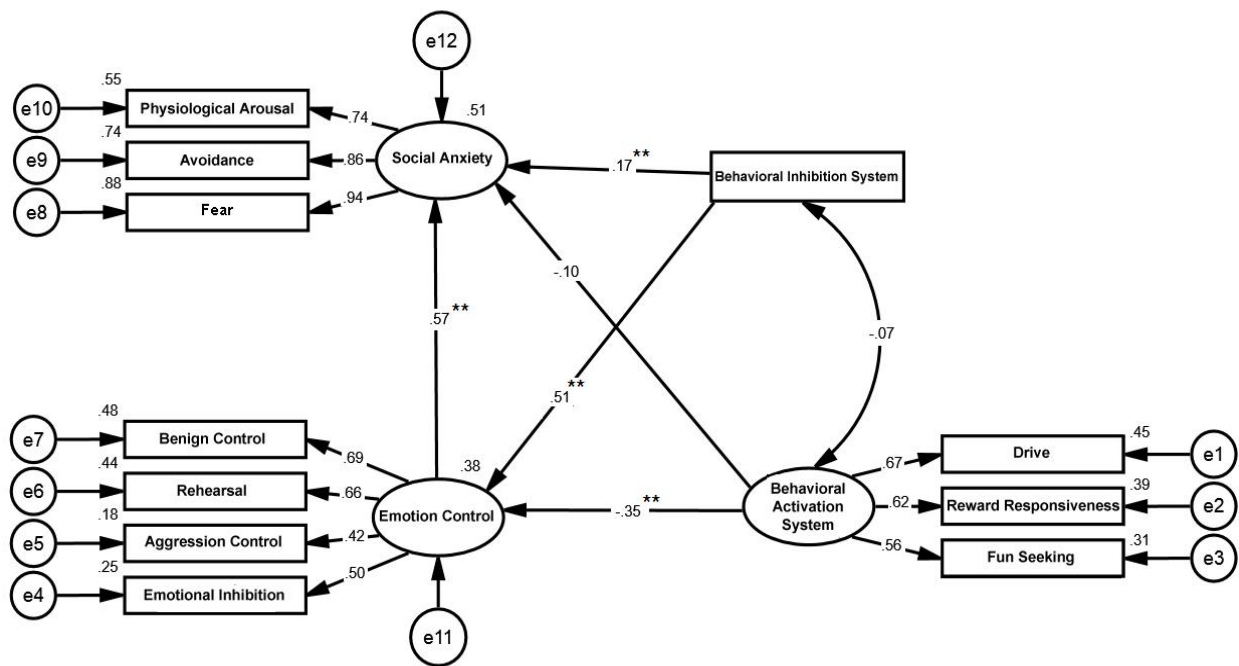 e12
.55
.51
e10
Physiological Arousal
.74
.74
e9
Avoidance
.86
Social Anxiety
.17**
Behavioral Inhibition System
.88
e8
Fear
.94
-.10
.57**
-.07
.51**
.48
e7
Benign Control
.69
.38
.44
e6
Rehearsal
.66
Emotion Control
-.35**
Behavioral
Activation
System
.67
Drive
.45
e1
.62
Reward Responsiveness
.39
e2
.56
Fun Seeking
.31
e3
.18
e5
Aggression Control
.42
.25
e4
Emotional Inhibition
.50
e11